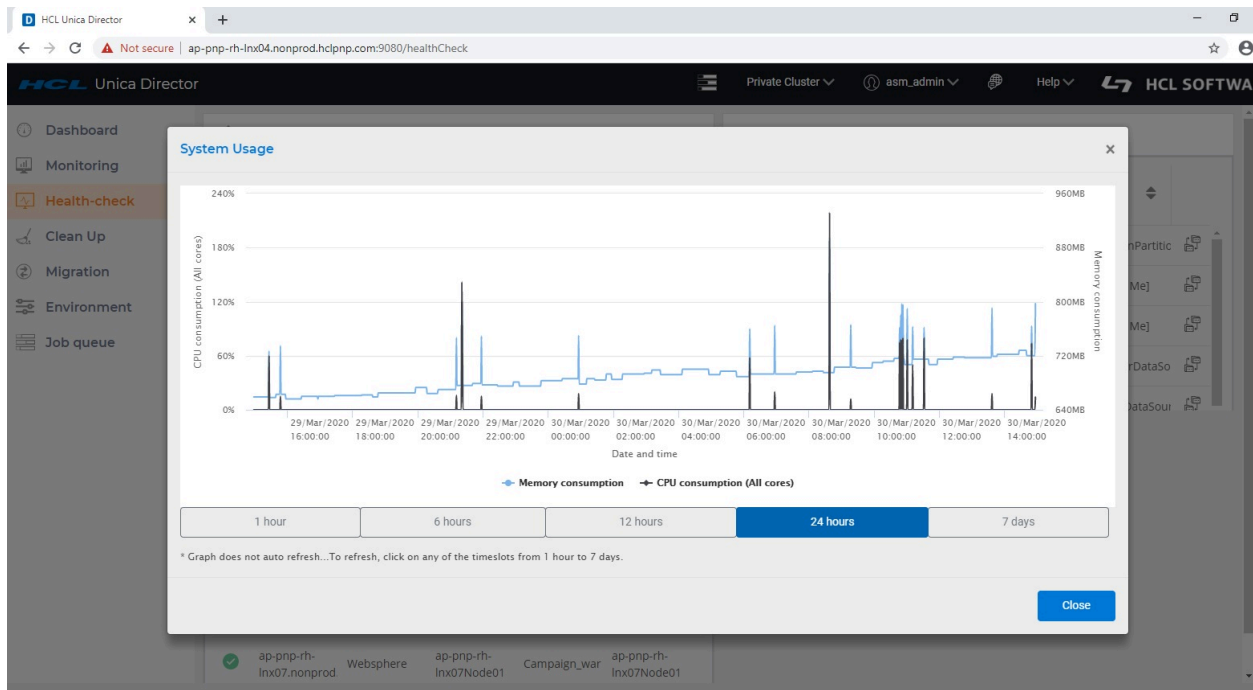 HCL Unica Director
Not secure | ap-pnp-rh-lnx04.nonprod.hclpnp.com:9080/healthCheck
HCL Unica Director
Private Cluster
asm_admin
Help
HCL SOFTWA
Dashboard
Monitoring
Health-check
Clean Up
Migration
Environment
Job queue
System Usage
240%
180%
120%
60%
0%
CPU consumption (All cores)
960MB
880MB
800MB
720MB
640MB
Memory consumption
29/Mar/2020 29/Mar/2020 29/Mar/2020 29/Mar/2020 30/Mar/2020 30/Mar/2020 30/Mar/2020 30/Mar/2020 30/Mar/2020 30/Mar/2020 30/Mar/2020 30/Mar/2020
16:00:00 18:00:00 20:00:00 22:00:00 00:00:00 02:00:00 04:00:00 06:00:00 08:00:00 10:00:00 12:00:00 14:00:00
Date and time
Memory consumption CPU consumption (All cores)
1 hour 6 hours 12 hours 24 hours 7 days
* Graph does not auto refresh...To refresh, click on any of the timeslots from 1 hour to 7 days.
Close
nPartitic
Me]
Me]
rDataSo
DataSour
ap-pnp-rh- ap-pnp-rh- ap-pnp-rh-
lnx07.nonprod. Websphere lnx07Node01 Campaign_war lnx07Node01